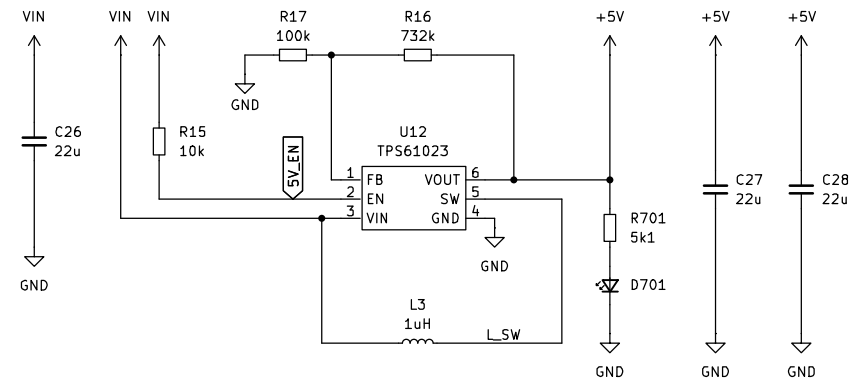 VIN
VIN
VIN
R17
100k
R16
732k
+5V
+5V
+5V
GND
C26
22u
R15
10k
5V_EN
U12
TPS61023
1
FB
VOUT
6
2
EN
SW
5
3
VIN
GND
4
C27
22u
C28
22u
R701
5k1
GND
D701
GND
L3
1uH
L_SW
GND
GND
GND